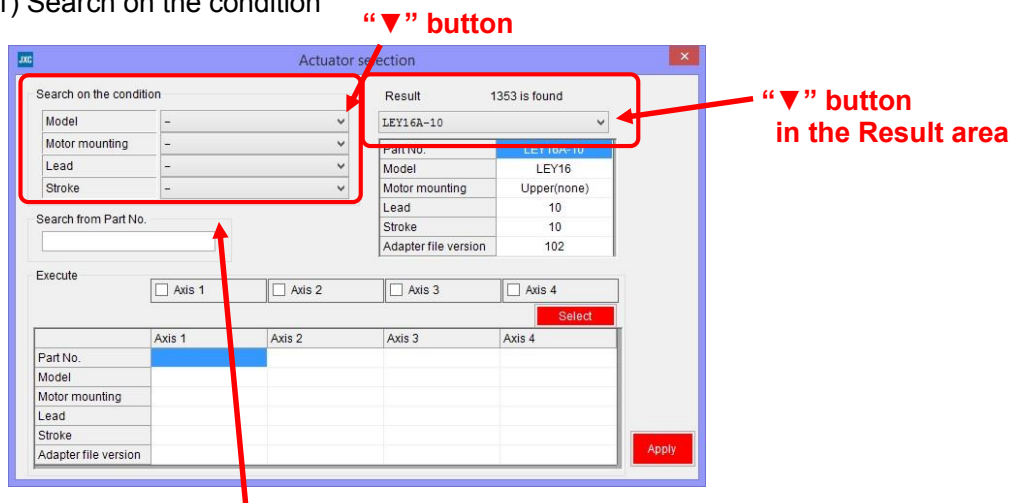 1) Search on the condition
“▼” button
JXC
Actuator selection
×
Search on the condition
Model –
Motor mounting –
Lead –
Stroke –
Result 1353 is found
LEY16A-10
“▼” button
in the Result area
Part No. LEY16A-10
Model LEY16
Motor mounting Upper(none)
Lead 10
Stroke 10
Adapter file version 102
Search from Part No.
Execute
Axis 1 Axis 2 Axis 3 Axis 4
Select
Axis 1 Axis 2 Axis 3 Axis 4
Part No.
Model
Motor mounting
Lead
Stroke
Adapter file version
Apply